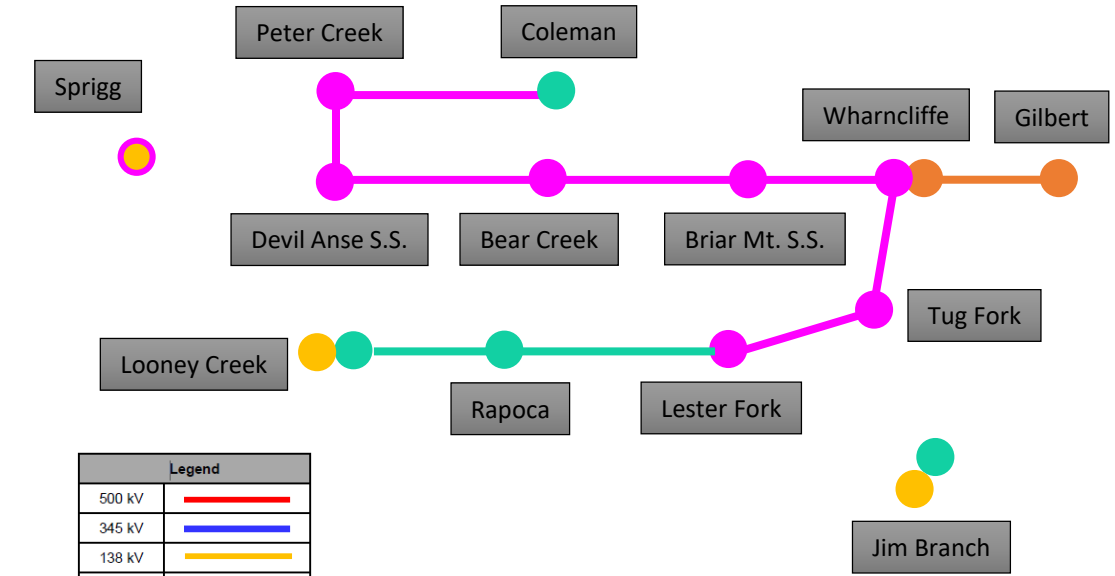 Peter Creek
Coleman
Sprigg
Wharncliffe
Gilbert
Devil Anse S.S.
Bear Creek
Briar Mt. S.S.
Tug Fork
Looney Creek
Rapoca
Lester Fork
Legend
500 kV
345 kV
138 kV
Jim Branch